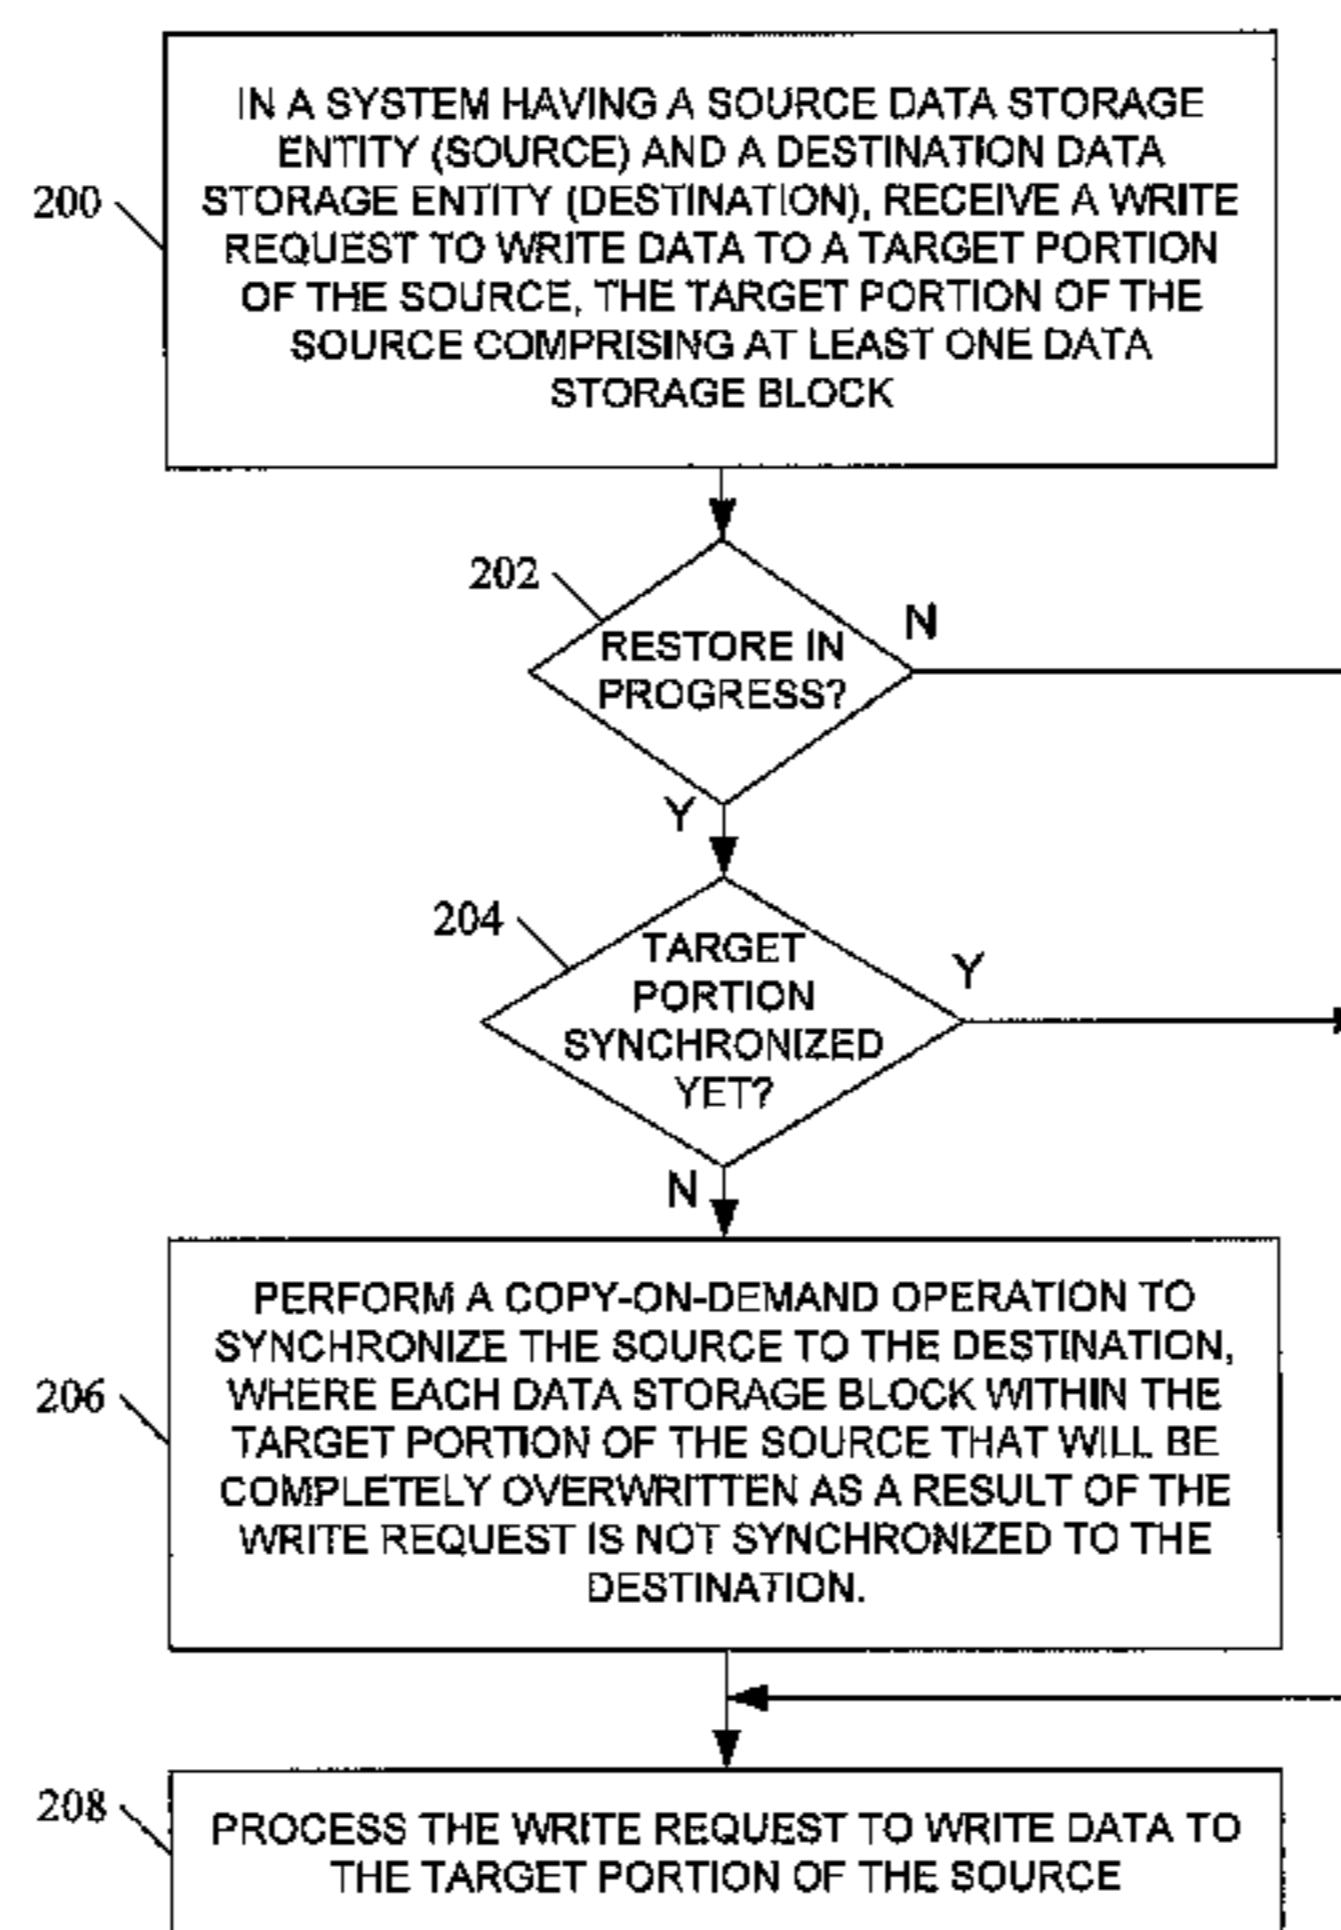 IN A SYSTEM HAVING A SOURCE DATA STORAGE
ENTITY (SOURCE) AND A DESTINATION DATA
200
STORAGE ENTITY (DESTINATION), RECEIVE A WRITE
REQUEST TO WRITE DATA TO A TARGET PORTION
OF THE SOURCE, THE TARGET PORTION OF THE
SOURCE COMPRISING AT LEAST ONE DATA
STORAGE BLOCK
202
N
RESTORE IN
PROGRESS?
Y
204
TARGET
Y
PORTION
SYNCHRONIZED
YET?
N
PERFORM A COPY-ON-DEMAND OPERATION TO
SYNCHRONIZE THE SOURCE TO THE DESTINATION,
206
WHERE EACH DATA STORAGE BLOCK WITHIN THE
TARGET PORTION OF THE SOURCE THAT WILL BE
COMPLETELY OVERWRITTEN AS A RESULT OF THE
WRITE REQUEST IS NOT SYNCHRONIZED TO THE
DESTINATION.
208
PROCESS THE WRITE REQUEST TO WRITE DATA TO
THE TARGET PORTION OF THE SOURCE